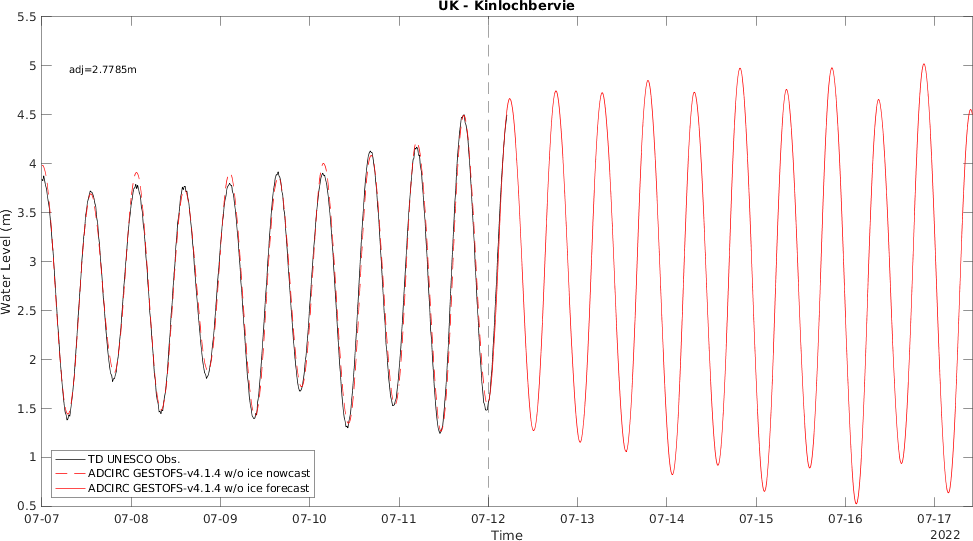 UK - Kinlochbervie
5.5
5
4.5
4
3.5
3
2.5
2
1.5
1
0.5
Water Level (m)
adj=2.7785m
TD UNESCO Obs.
ADCIRC GESTOFS-v4.1.4 w/o ice nowcast
ADCIRC GESTOFS-v4.1.4 w/o ice forecast
07-07 07-08 07-09 07-10 07-11 07-12 07-13 07-14 07-15 07-16 07-17
Time
2022